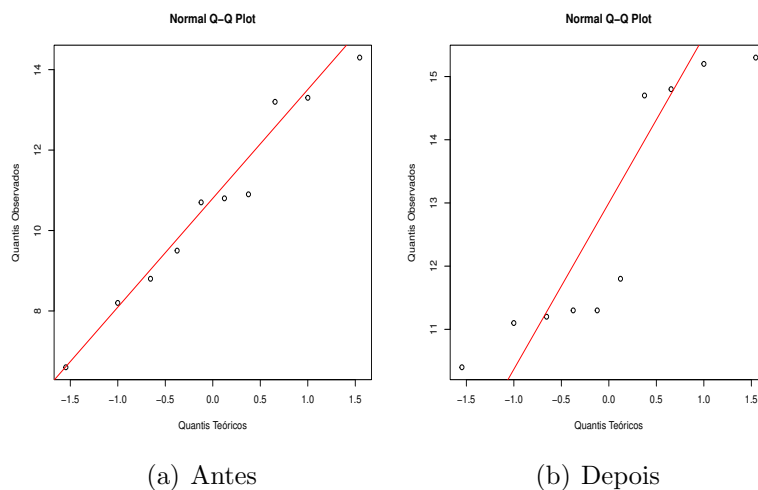 Normal Q−Q Plot
Quantis Observados
14
12
10
8
−1.5 −1.0 −0.5 0.0 0.5 1.0 1.5
Quantis Teóricos
(a) Antes
Normal Q−Q Plot
Quantis Observados
15
14
13
12
11
−1.5 −1.0 −0.5 0.0 0.5 1.0 1.5
Quantis Teóricos
(b) Depois